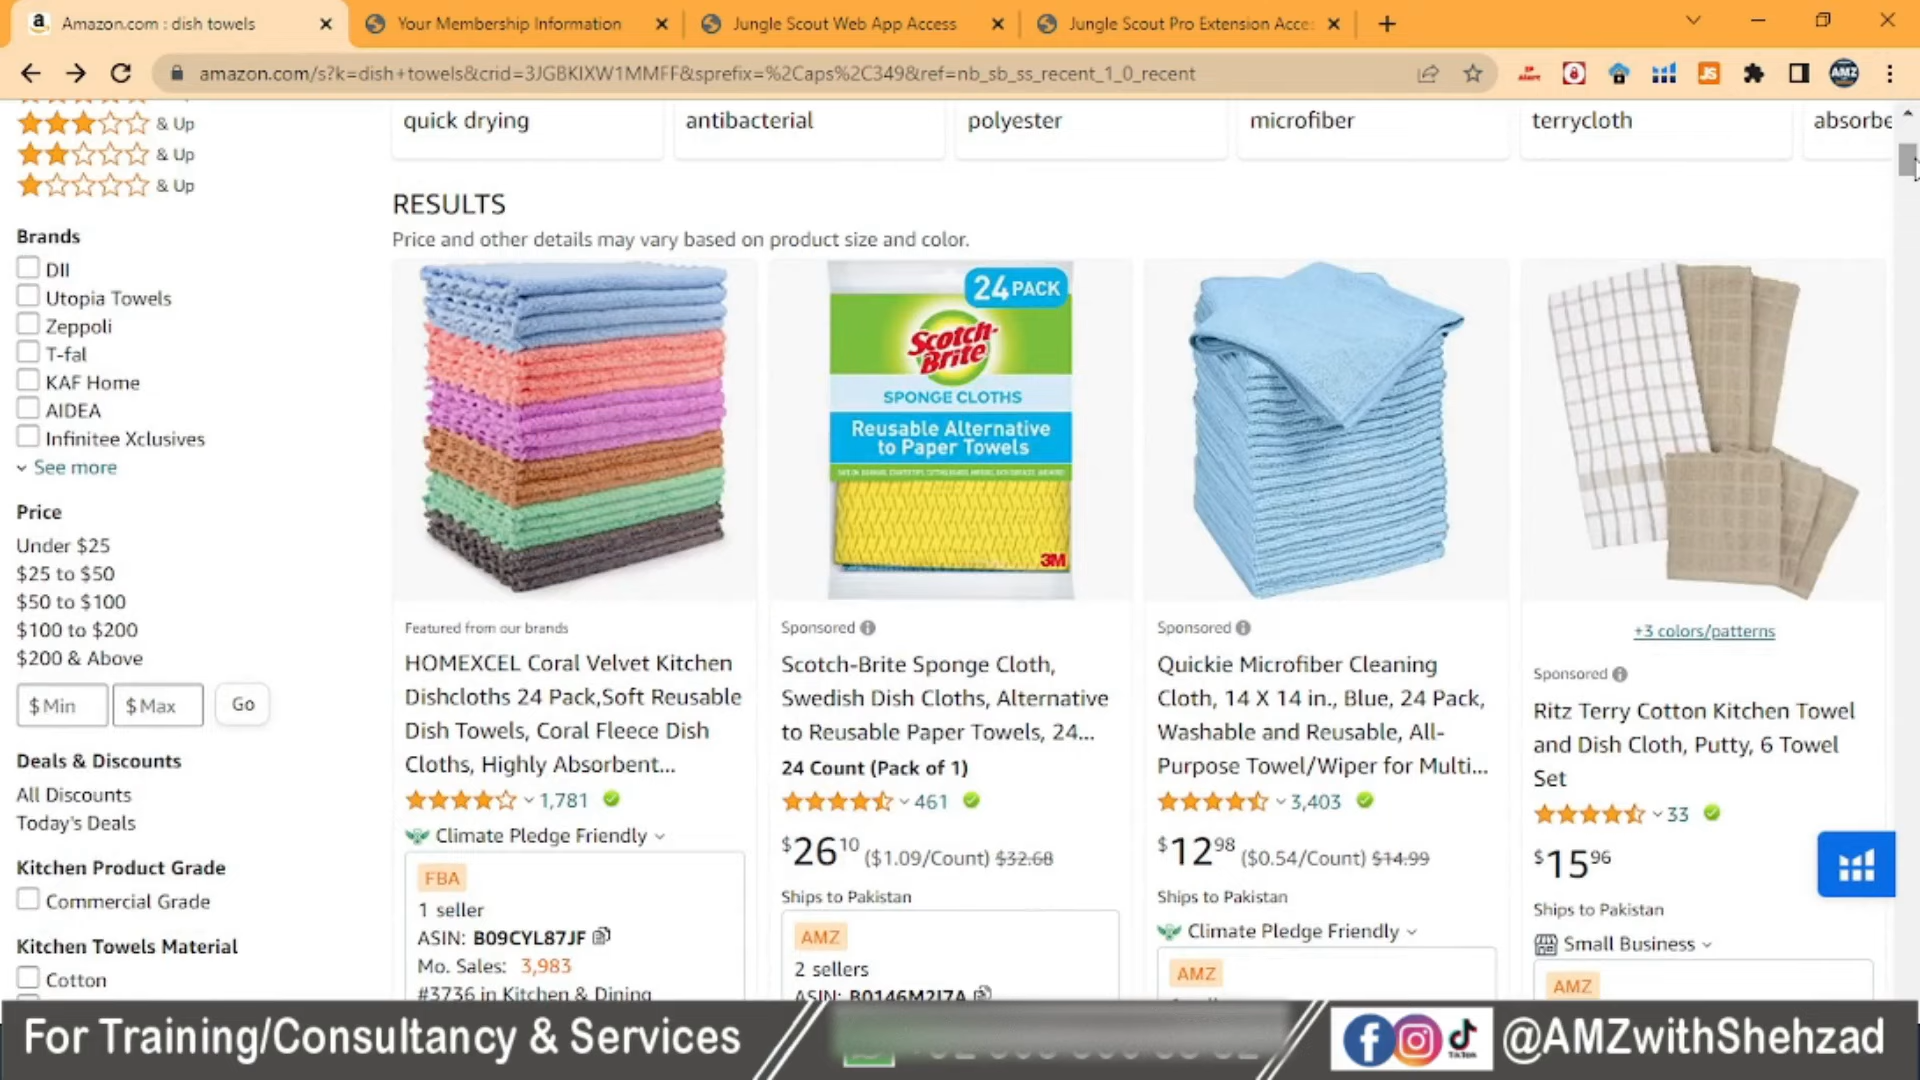 Amazon.com : dish towels
Your Membership Information
Jungle Scout Web App Access
Jungle Scout Pro Extension Acces
amazon.com/s?k=dish+towels&crid=3JGBKIXW1MMFF&sprefix=%2Caps%2C349&ref=nb_sb_ss_recent_1_0_recent
JS
AMZ
& Up
& Up
& Up
quick drying
antibacterial
polyester
microfiber
terrycloth
absorbe
Brands
DII
Utopia Towels
Zeppoli
T-fal
KAF Home
AIDEA
Infinitee Xclusives
See more
Price
Under $25
$25 to $50
$50 to $100
$100 to $200
$200 & Above
$ Min
$ Max
Go
Deals & Discounts
All Discounts
Today's Deals
Kitchen Product Grade
Commercial Grade
Kitchen Towels Material
Cotton
RESULTS
Price and other details may vary based on product size and color.
Featured from our brands
HOMEXCEL Coral Velvet Kitchen
Dishcloths 24 Pack,Soft Reusable
Dish Towels, Coral Fleece Dish
Cloths, Highly Absorbent...
1,781
Climate Pledge Friendly
FBA
1 seller
ASIN: B09CYL87JF
Mo. Sales: 3,983
#3736 in Kitchen & Dining
24 PACK
Scotch-
Brite
SPONGE CLOTHS
Reusable Alternative
to Paper Towels
3M
Sponsored
Scotch-Brite Sponge Cloth,
Swedish Dish Cloths, Alternative
to Reusable Paper Towels, 24...
24 Count (Pack of 1)
461
$2610 ($1.09/Count) $32.68
Ships to Pakistan
AMZ
2 sellers
ASIN: B0146M2I7A
Sponsored
Quickie Microfiber Cleaning
Cloth, 14 X 14 in., Blue, 24 Pack,
Washable and Reusable, All-
Purpose Towel/Wiper for Multi...
3,403
$1298 ($0.54/Count) $14.99
Ships to Pakistan
Climate Pledge Friendly
AMZ
+3 colors/patterns
Sponsored
Ritz Terry Cotton Kitchen Towel
and Dish Cloth, Putty, 6 Towel
Set
33
$1596
Ships to Pakistan
Small Business
AMZ
For Training/Consultancy & Services
@AMZwithShehzad